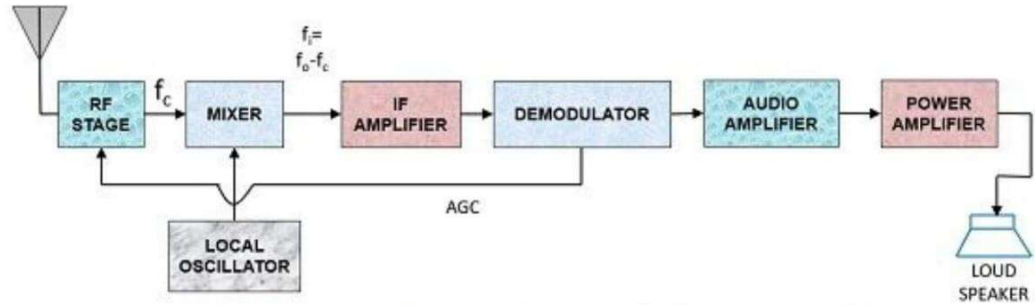 RF
STAGE
f_c
MIXER
f_i=
f_o-f_c
IF
AMPLIFIER
DEMODULATOR
AUDIO
AMPLIFIER
POWER
AMPLIFIER
AGC
LOCAL
OSCILLATOR
LOUD
SPEAKER